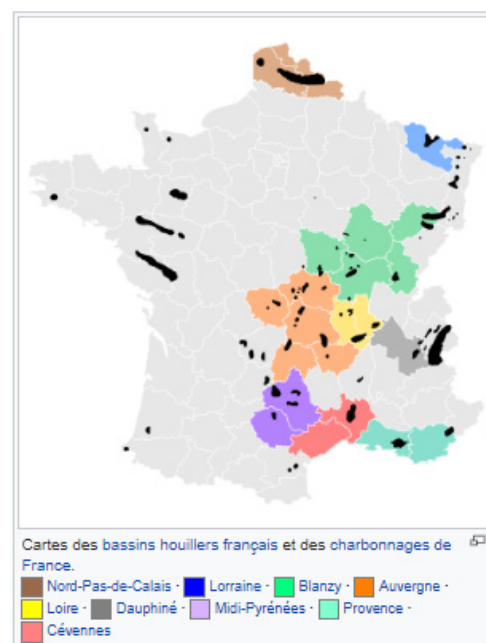 Cartes des bassins houillers français et des charbonnages de
France.
Nord-Pas-de-Calais · Lorraine · Blanzy · Auvergne ·
Loire · Dauphiné · Midi-Pyrénées · Provence ·
Cévennes